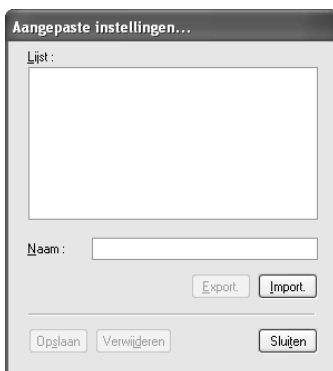 Aangepaste instellingen...
Lijst :
Naam :
Export. Import.
Opslaan Verwijderen Sluiten